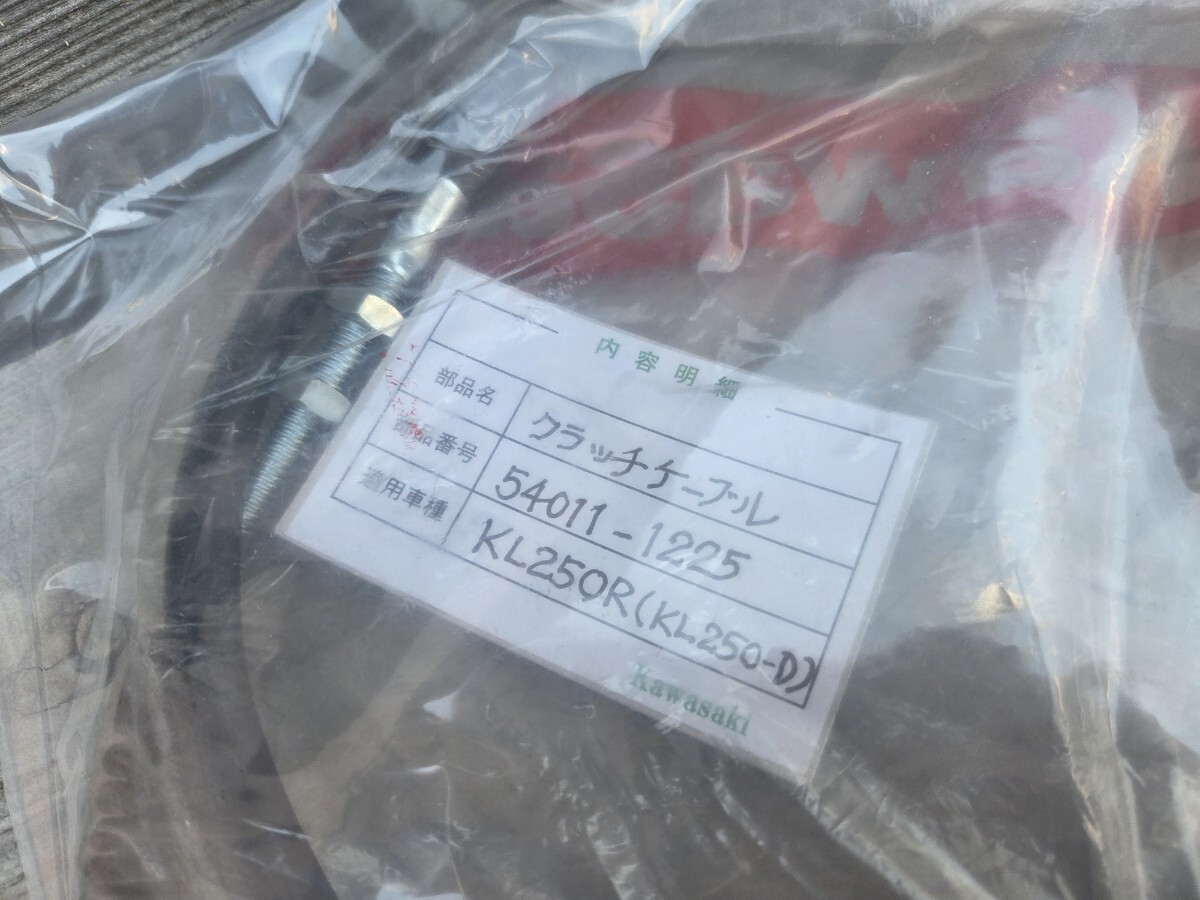 内容明細
部品名 クラッチケーブル
部品番号 54011-1225
適用車種 KL250R(KL250-D)
Kawasaki